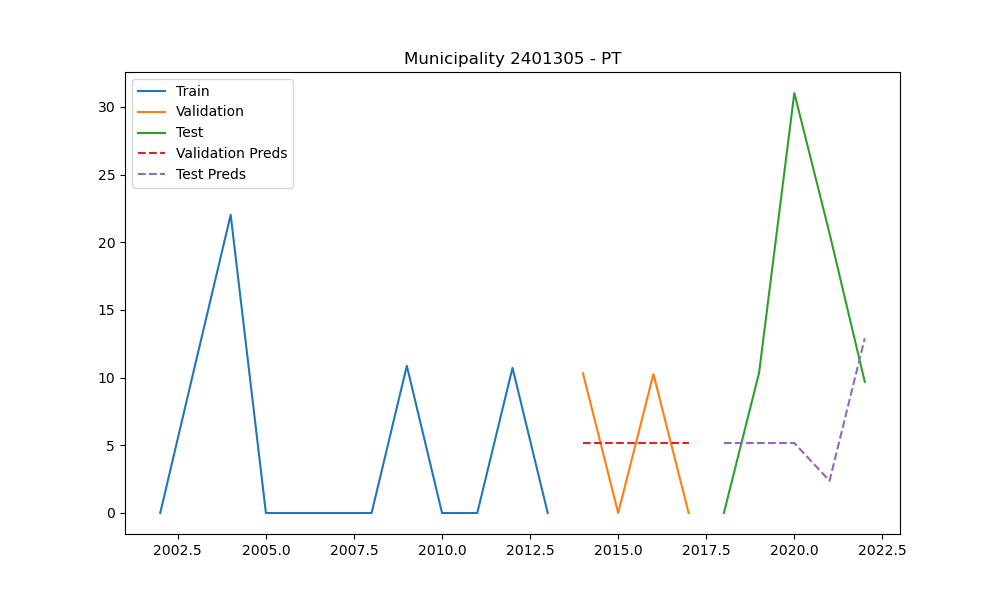 Municipality 2401305 - PT
Train
Validation
Test
Validation Preds
Test Preds
30
25
20
15
10
5
0
2002.5 2005.0 2007.5 2010.0 2012.5 2015.0 2017.5 2020.0 2022.5